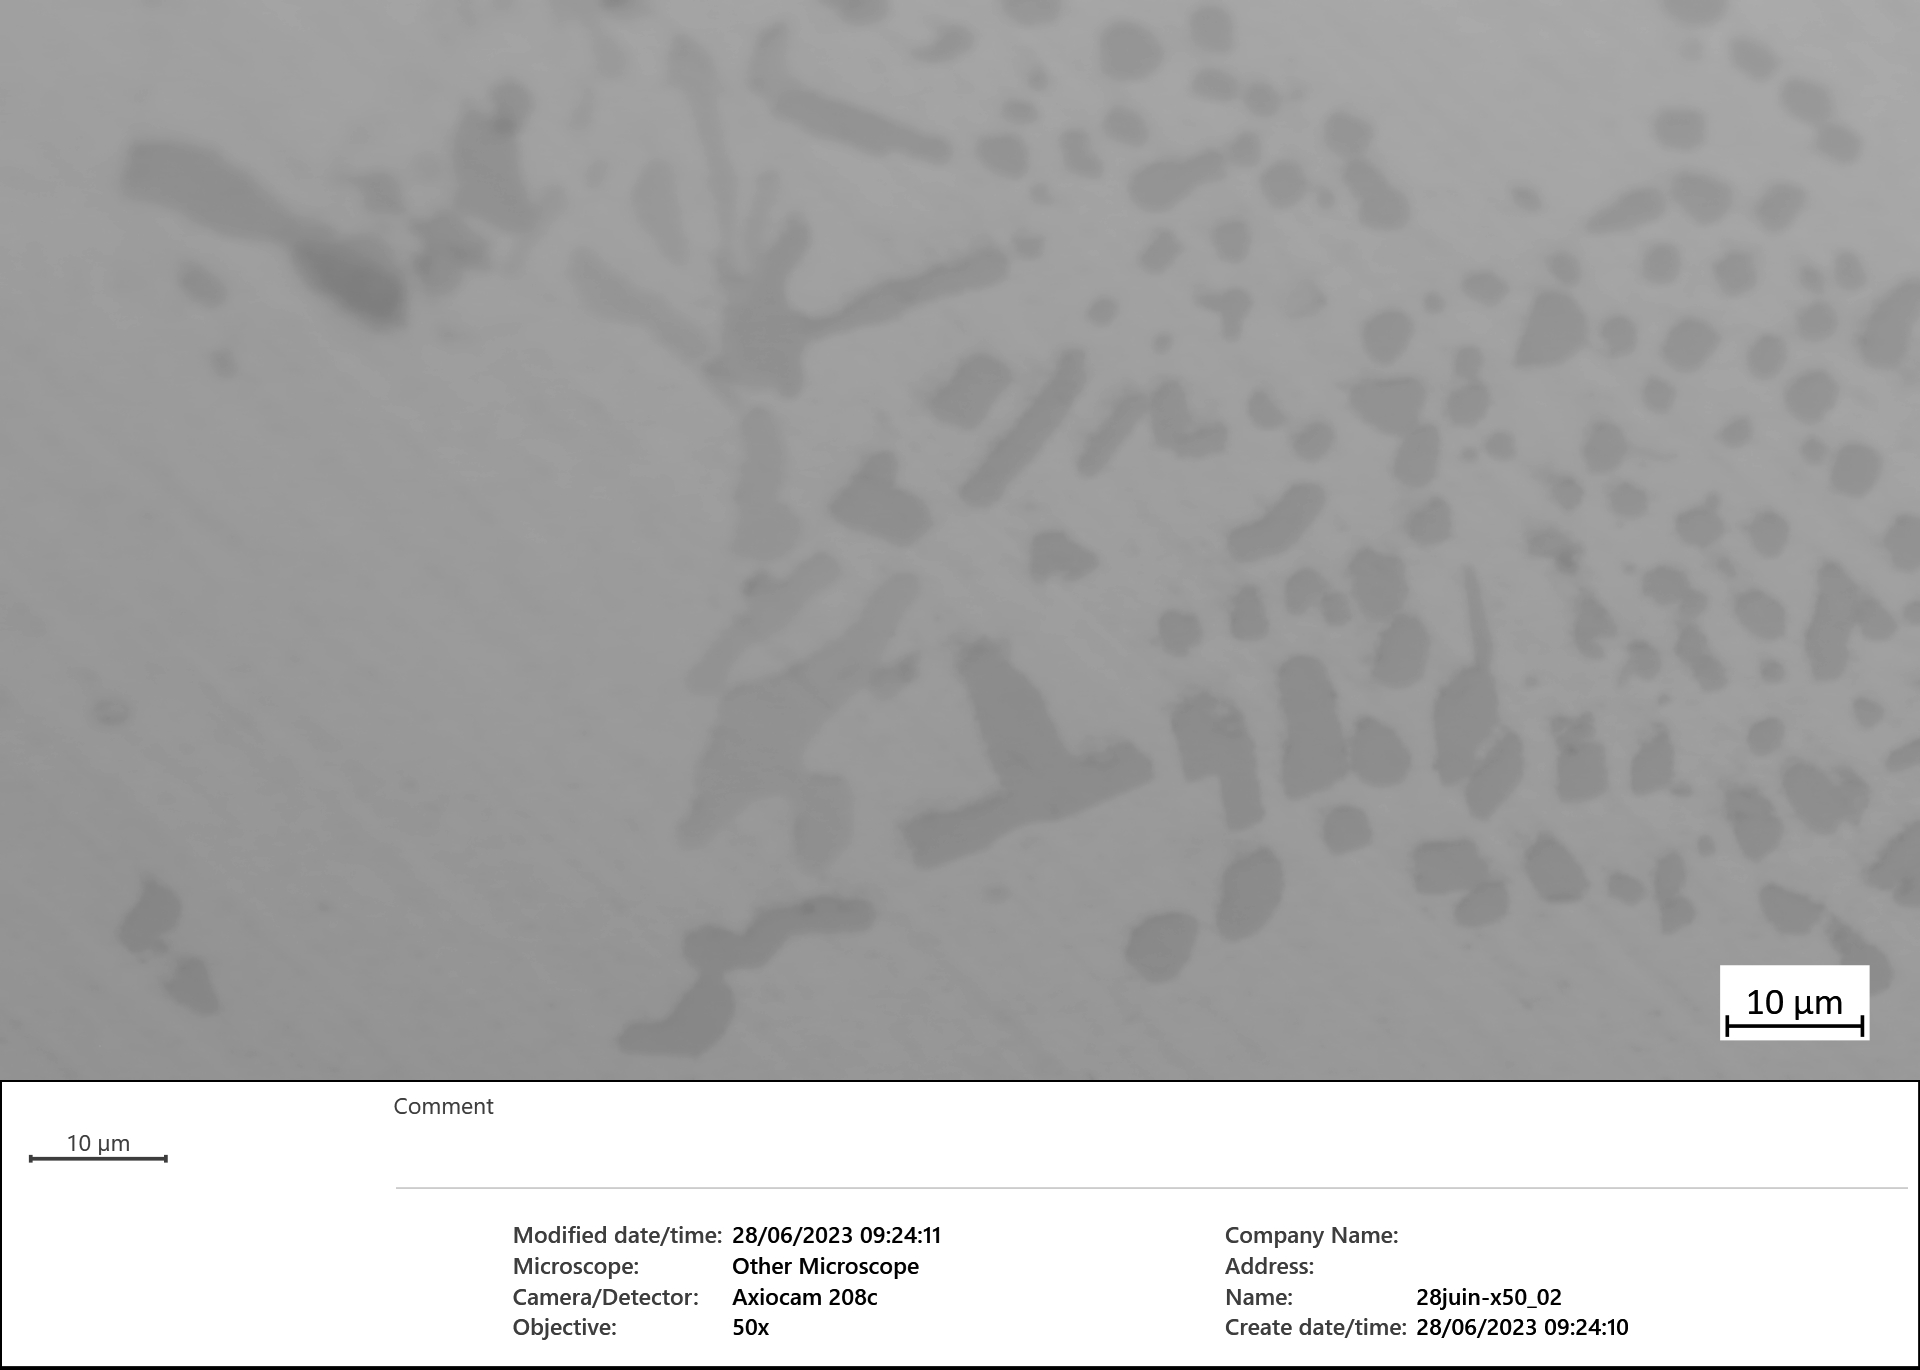 10 µm
Comment
10 µm
Modified date/time: 28/06/2023 09:24:11
Microscope: Other Microscope
Camera/Detector: Axiocam 208c
Objective: 50x
Company Name:
Address:
Name: 28juin-x50_02
Create date/time: 28/06/2023 09:24:10